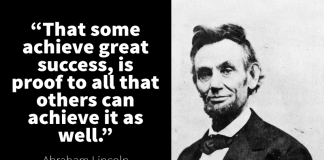 “That some
achieve great
success, is
proof to all that
others can
achieve it as
well.”
Abraham Lincoln